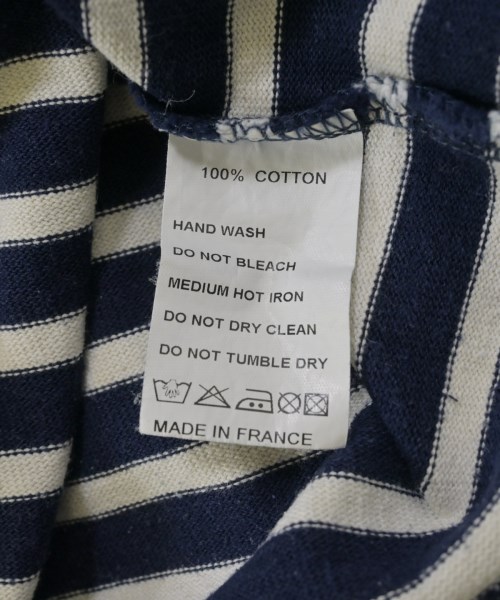 100% COTTON
HAND WASH
DO NOT BLEACH
MEDIUM HOT IRON
DO NOT DRY CLEAN
DO NOT TUMBLE DRY
MADE IN FRANCE